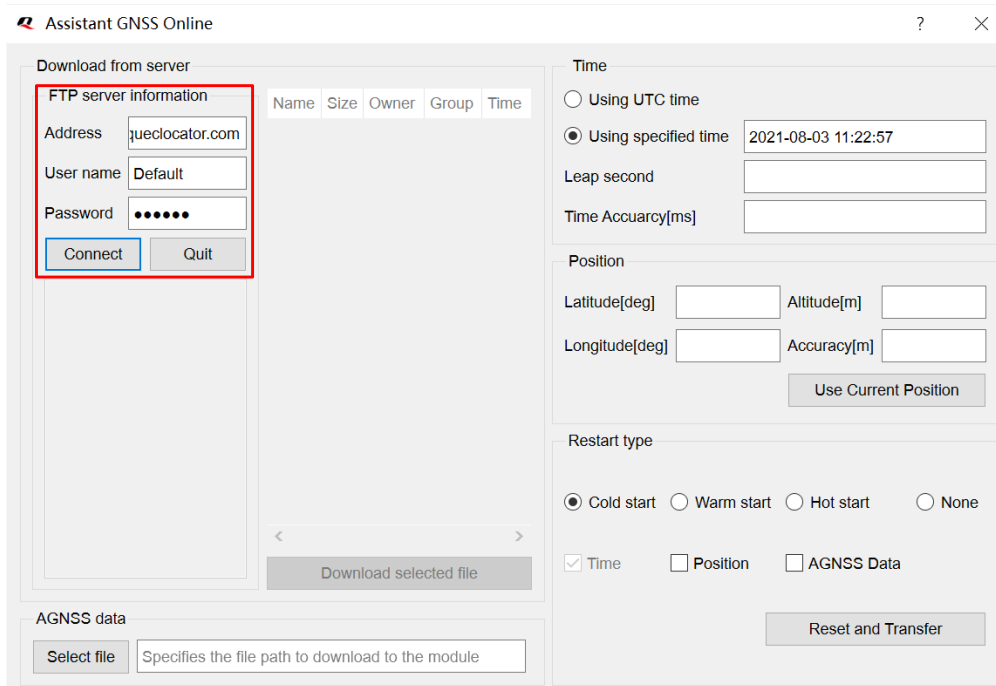 Assistant GNSS Online
?
Download from server
FTP server information
Address
queclocator.com
User name
Default
Password
●●●●●●
Connect
Quit
Name Size Owner Group Time
Download selected file
AGNSS data
Select file
Specifies the file path to download to the module
Time
Using UTC time
Using specified time
2021-08-03 11:22:57
Leap second
Time Accuarcy[ms]
Position
Latitude[deg]
Altitude[m]
Longitude[deg]
Accuracy[m]
Use Current Position
Restart type
Cold start
Warm start
Hot start
None
Time
Position
AGNSS Data
Reset and Transfer